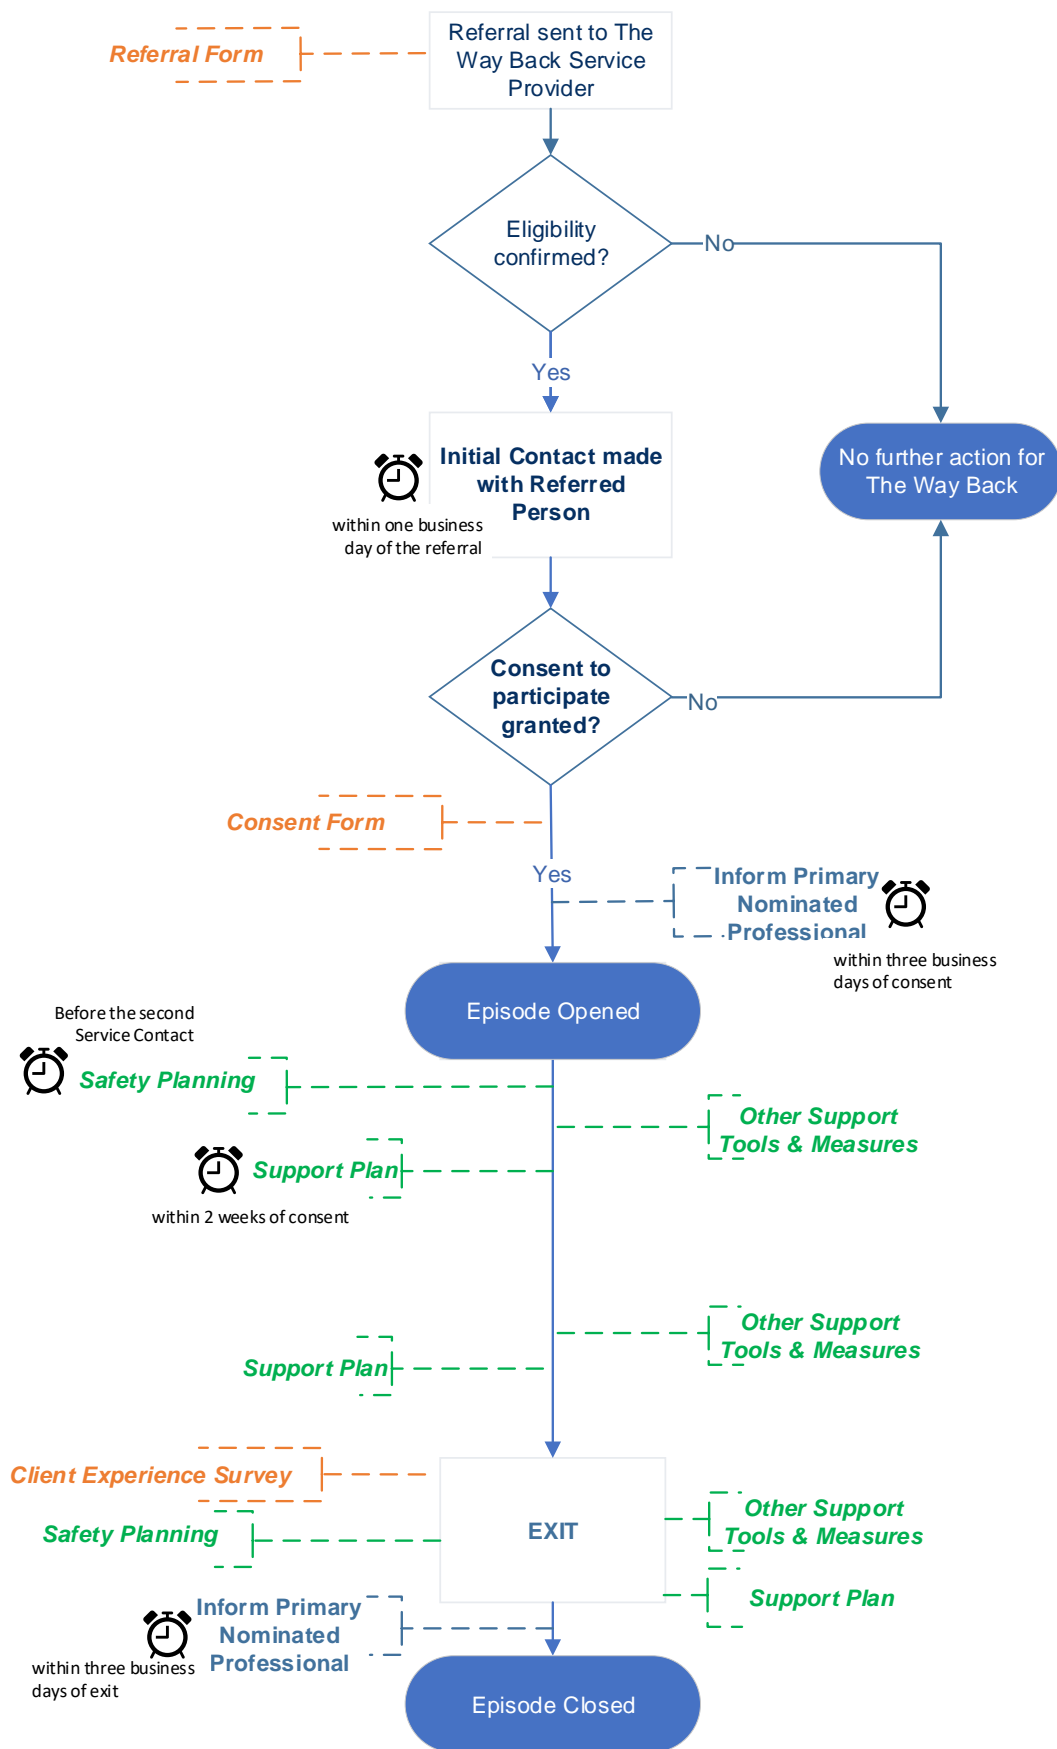 Referral Form
Referral sent to The
Way Back Service
Provider
Eligibility
confirmed?
No
Yes
Initial Contact made
with Referred
Person
within one business
day of the referral
No further action for
The Way Back
Consent to
participate
granted?
No
Consent Form
Yes
Inform Primary
Nominated
Professional
within three business
days of consent
Episode Opened
Before the second
Service Contact
Safety Planning
Other Support
Tools & Measures
Support Plan
within 2 weeks of consent
Other Support
Tools & Measures
Support Plan
Client Experience Survey
Safety Planning
EXIT
Other Support
Tools & Measures
Support Plan
Inform Primary
Nominated
Professional
within three business
days of exit
Episode Closed